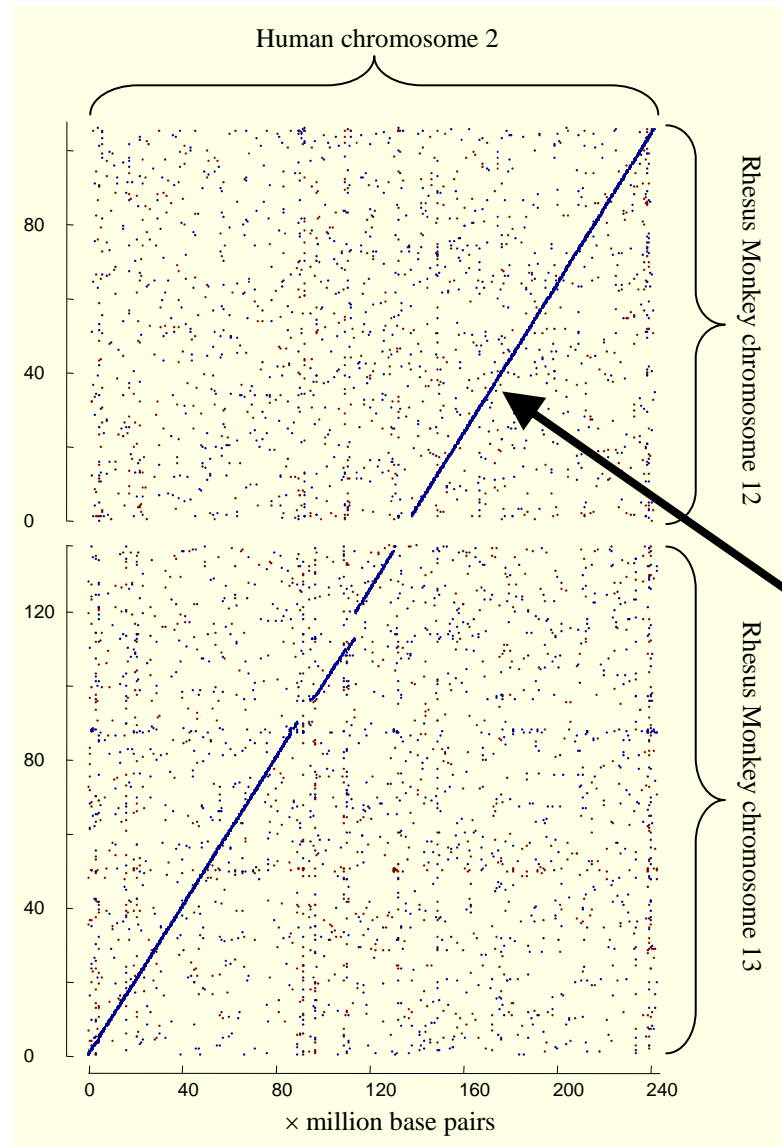 Human chromosome 2
Rhesus Monkey chromosome 12
80
40
0
Rhesus Monkey chromosome 13
120
80
40
0
0 40 80 120 160 200 240
× million base pairs